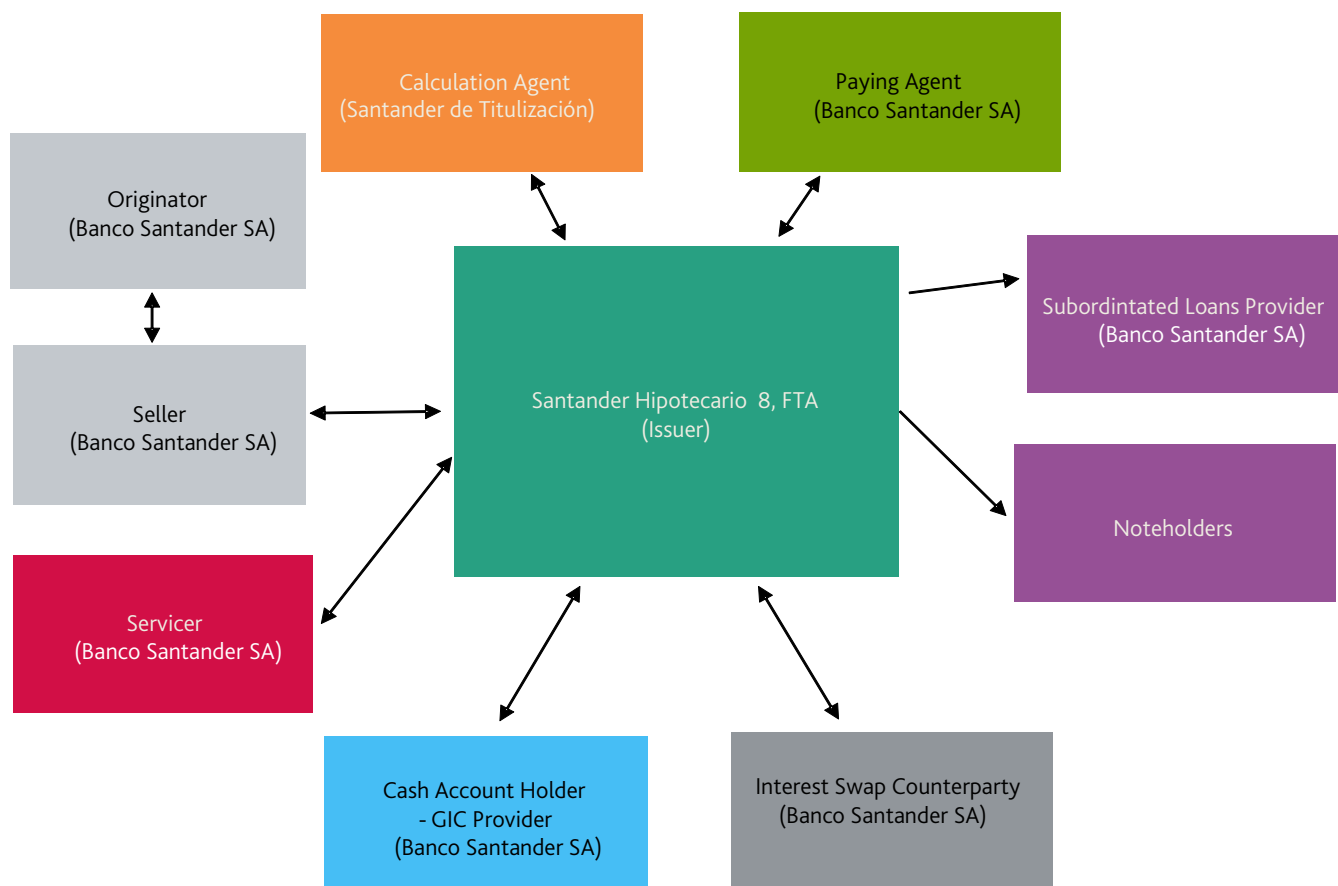 Calculation Agent
(Santander de Titulización)
Paying Agent
(Banco Santander SA)
Originator
(Banco Santander SA)
Subordintated Loans Provider
(Banco Santander SA)
Seller
(Banco Santander SA)
Santander Hipotecario 8, FTA
(Issuer)
Noteholders
Servicer
(Banco Santander SA)
Cash Account Holder
- GIC Provider
(Banco Santander SA)
Interest Swap Counterparty
(Banco Santander SA)